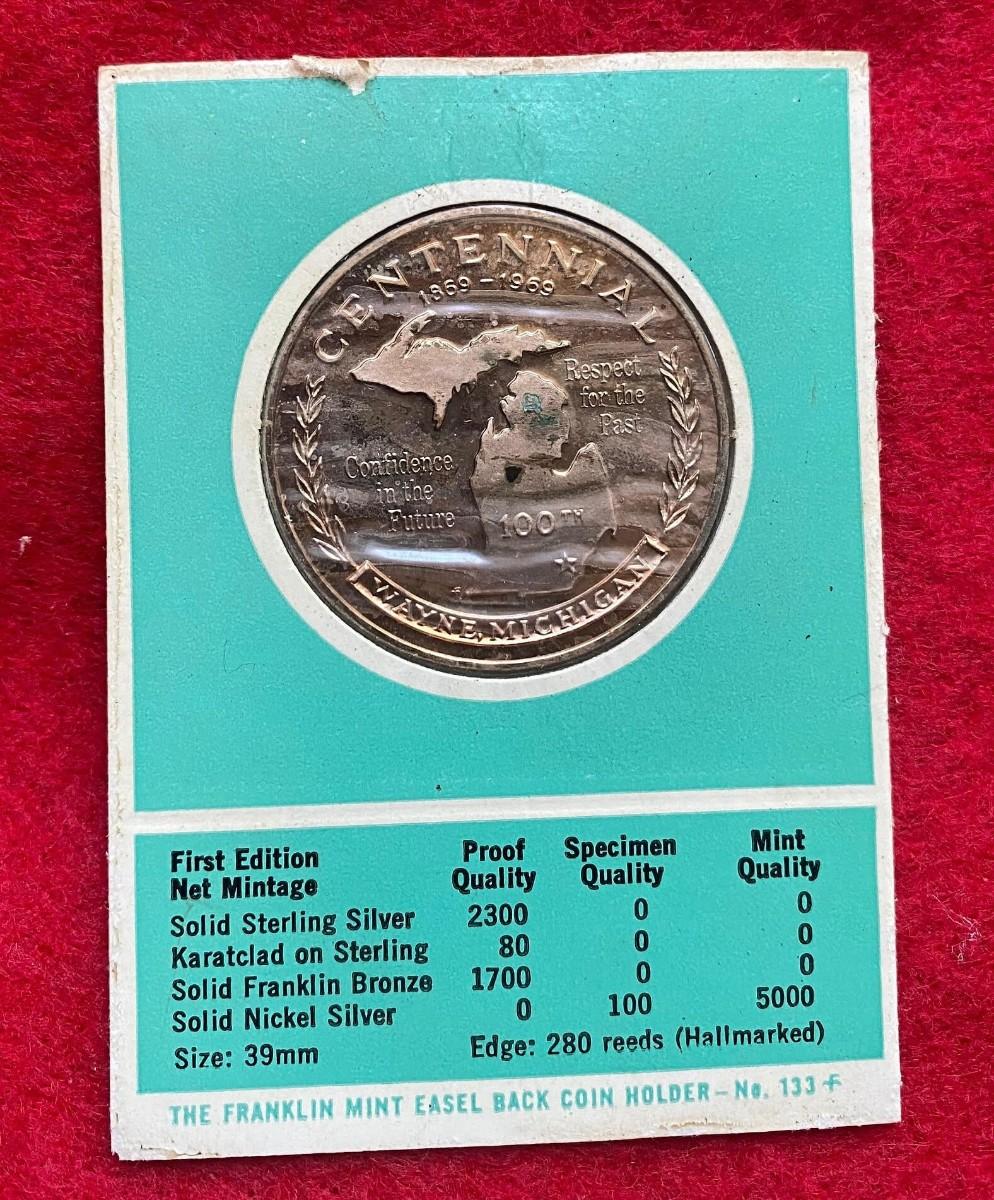 CENTENNIAL
1869-1969
Respect
for the
Past
Confidence
in the
Future
100TH
WAYNE, MICHIGAN
First Edition
Net Mintage
Proof
Quality
Specimen
Quality
Mint
Quality
Solid Sterling Silver 2300 0 0
Karatclad on Sterling 80 0 0
Solid Franklin Bronze 1700 0 0
Solid Nickel Silver 0 100 5000
Size: 39mm Edge: 280 reeds (Hallmarked)
THE FRANKLIN MINT EASEL BACK COIN HOLDER–No. 133